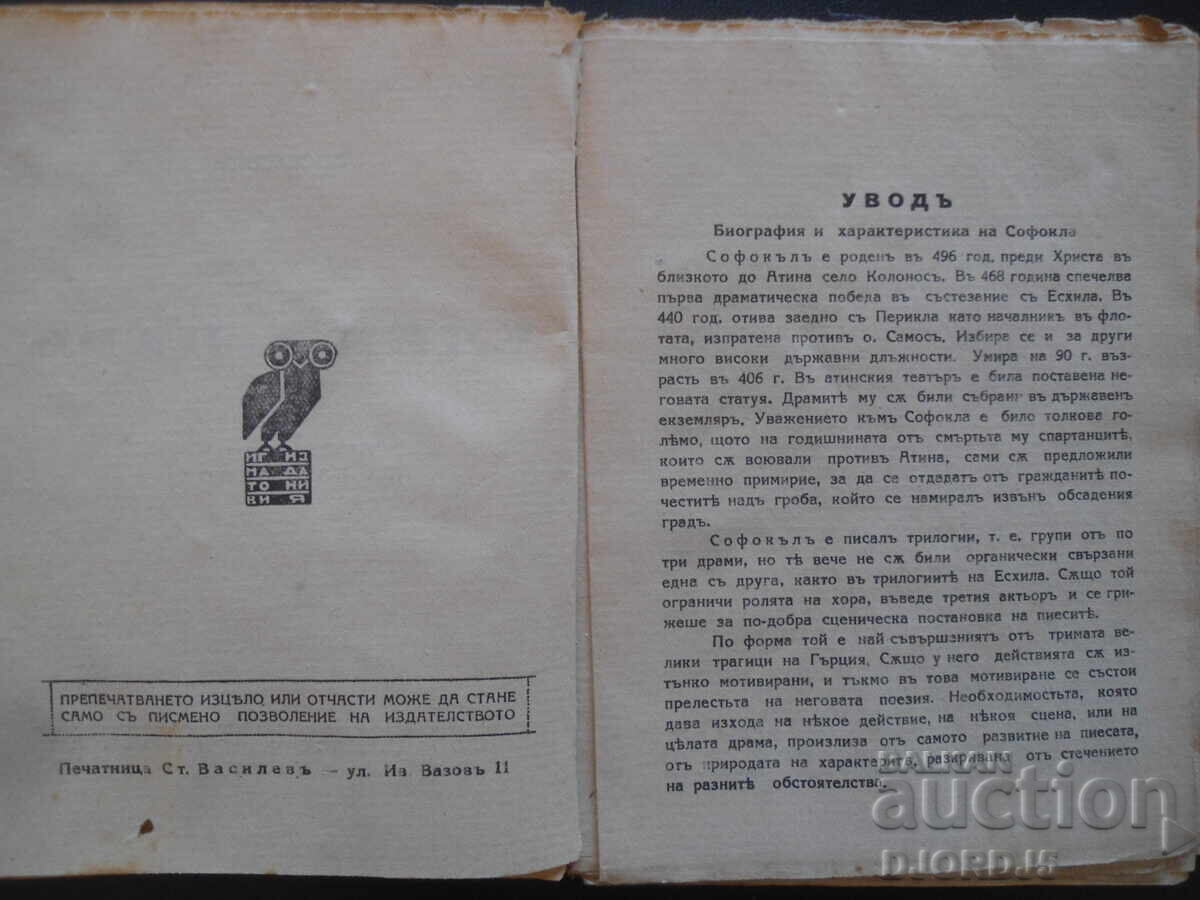 ИГ ИЗ
НА ДА
ТО НИ
ВИ Я
ПРЕПЕЧАТВАНЕТО ИЗЦѢЛО ИЛИ ОТЧАСТИ МОЖЕ ДА СТАНЕ
САМО СЪ ПИСМЕНО ПОЗВОЛЕНИЕ НА ИЗДАТЕЛСТВОТО
Печатница Ст. Василевъ — ул. Ив. Вазовъ 11
УВОДЪ
Биография и характеристика на Софокла
Софокълъ е роденъ въ 496 год. преди Христа въ
близкото до Атина село Колоносъ. Въ 468 година спечелва
първа драматическа победа въ състезание съ Есхила. Въ
440 год. отива заедно съ Перикла като началник въ фло-
тата, изпратена противъ о. Самосъ. Избира се и за други
много високи държавни длъжности. Умира на 90 г. въз-
расть въ 406 г. Въ атинския театъръ е била поставена не-
говата статуя. Драмитѣ му сѫ били събрани въ държавенъ
екземляръ. Уважението къмъ Софокла е било толкова го-
лѣмо, щото на годишнината отъ смъртьта му спартанцитѣ,
които сѫ воювали противъ Атина, сами сѫ предложили
временно примирие, за да се отдадатъ отъ гражданитѣ по-
честитѣ надъ гроба, който се намиралъ извънъ обсадения
градъ.
Софокълъ е писалъ трилогии, т. е. групи отъ по
три драми, но тѣ вече не сѫ били органически свързани
една съ друга, както въ трилогиитѣ на Есхила. Сѫщо той
ограничи ролята на хора, въведе третия актьоръ и се гри-
жеше за по-добра сценическа постановка на пиеситѣ.
По форма той е най съвършениятъ отъ тримата ве-
лики трагици на Гърция, Сѫщо у него действията сѫ из-
тънко мотивирани, и тъкмо въ това мотивиране се състои
прелестьта на неговата поезия. Необходимостьта, която
дава изхода на нѣкое действие, на нѣкоя сцена, или на
цѣлата драма, произлиза отъ самото развитие на пиесата,
отъ природата на характеритѣ, разкривана отъ стечението
на разнитѣ обстоятелства.
BALKAN
auction
DJORDJ5